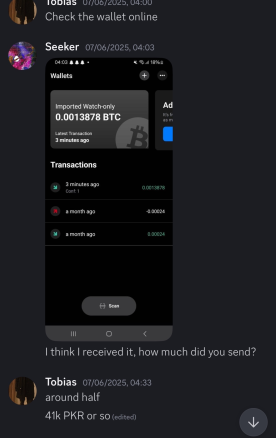 Tobias 07/06/2025, 04:00
Check the wallet online
Seeker 07/06/2025, 04:03
04:03
Wallets
Imported Watch-only
0.0013878 BTC
Latest Transaction
3 minutes ago
Ad
Transactions
3 minutes ago
0.0013878
a month ago
-0.00024
a month ago
0.00024
Scan
I think I received it, how much did you send?
Tobias 07/06/2025, 04:33
around half
41k PKR or so (edited)